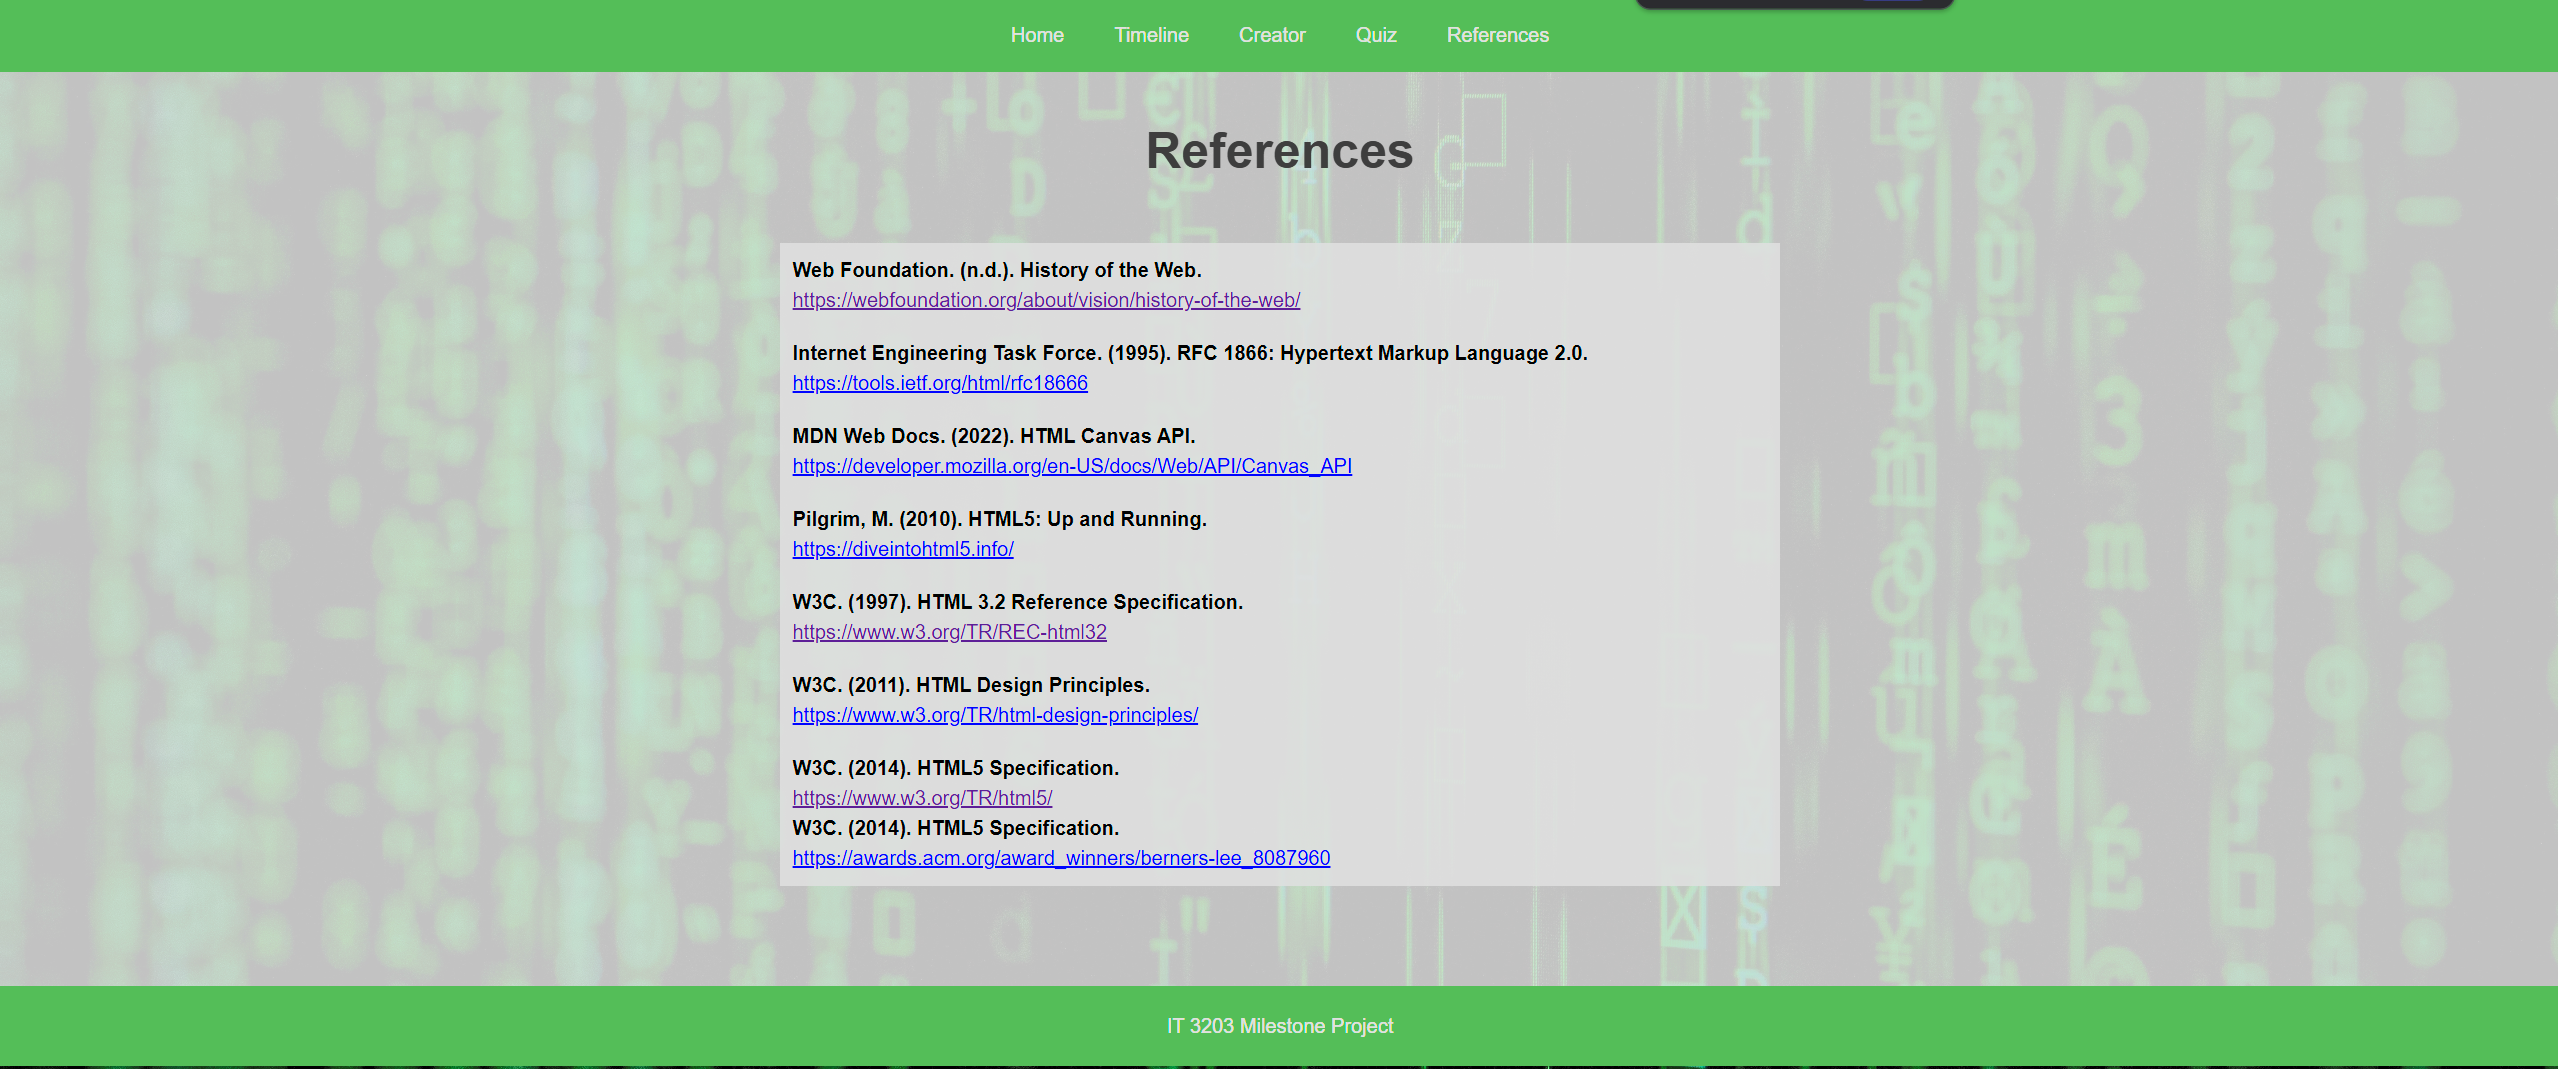 Home Timeline Creator Quiz References
References
Web Foundation. (n.d.). History of the Web.
https://webfoundation.org/about/vision/history-of-the-web/
Internet Engineering Task Force. (1995). RFC 1866: Hypertext Markup Language 2.0.
https://tools.ietf.org/html/rfc18666
MDN Web Docs. (2022). HTML Canvas API.
https://developer.mozilla.org/en-US/docs/Web/API/Canvas_API
Pilgrim, M. (2010). HTML5: Up and Running.
https://diveintohtml5.info/
W3C. (1997). HTML 3.2 Reference Specification.
https://www.w3.org/TR/REC-html32
W3C. (2011). HTML Design Principles.
https://www.w3.org/TR/html-design-principles/
W3C. (2014). HTML5 Specification.
https://www.w3.org/TR/html5/
W3C. (2014). HTML5 Specification.
https://awards.acm.org/award_winners/berners-lee_8087960
IT 3203 Milestone Project